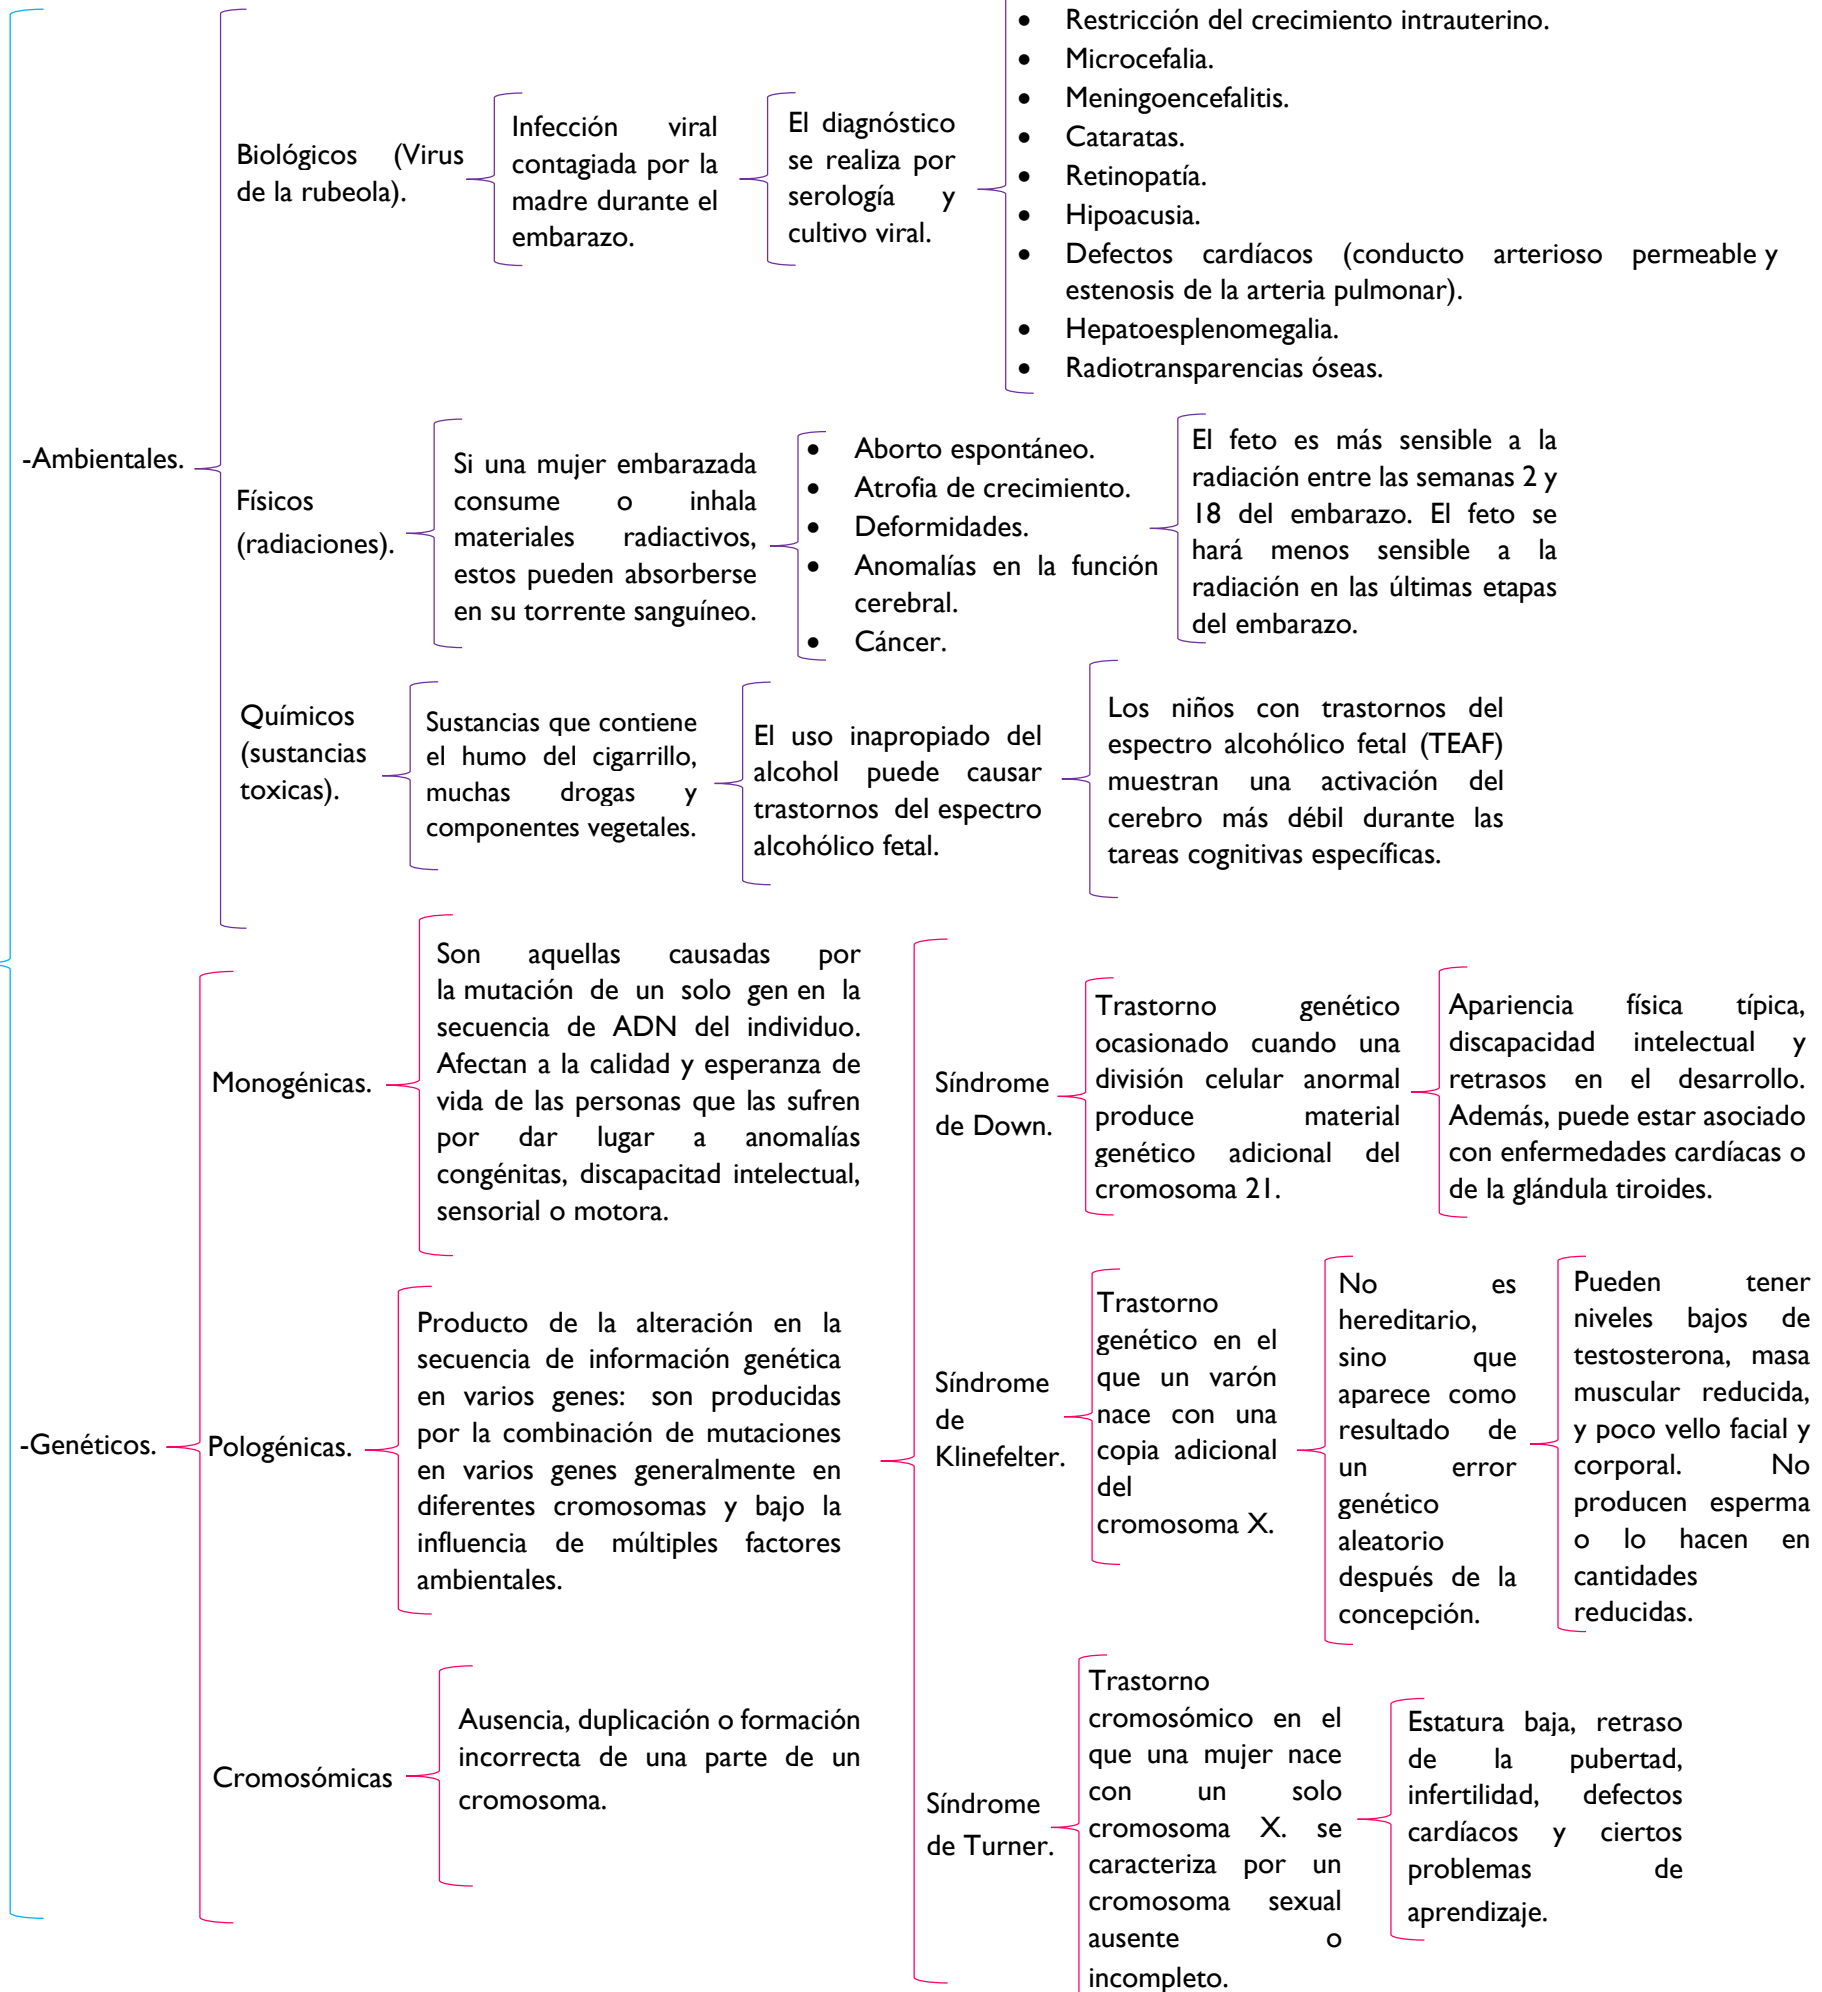 -Ambientales.
Biológicos (Virus
de la rubeola).
Infección viral
contagiada por la
madre durante el
embarazo.
El diagnóstico
se realiza por
serología y
cultivo viral.
• Restricción del crecimiento intrauterino.
• Microcefalia.
• Meningoencefalitis.
• Cataratas.
• Retinopatía.
• Hipoacusia.
• Defectos cardíacos (conducto arterioso permeable y
estenosis de la arteria pulmonar).
• Hepatoesplenomegalia.
• Radiotransparencias óseas.
Físicos
(radiaciones).
Si una mujer embarazada
consume o inhala
materiales radiactivos,
estos pueden absorberse
en su torrente sanguíneo.
• Aborto espontáneo.
• Atrofia de crecimiento.
• Deformidades.
• Anomalías en la función
cerebral.
• Cáncer.
El feto es más sensible a la
radiación entre las semanas 2 y
18 del embarazo. El feto se
hará menos sensible a la
radiación en las últimas etapas
del embarazo.
Químicos
(sustancias
toxicas).
Sustancias que contiene
el humo del cigarrillo,
muchas drogas y
componentes vegetales.
El uso inapropiado del
alcohol puede causar
trastornos del espectro
alcohólico fetal.
Los niños con trastornos del
espectro alcohólico fetal (TEAF)
muestran una activación del
cerebro más débil durante las
tareas cognitivas específicas.
-Genéticos.
Monogénicas.
Son aquellas causadas por
la mutación de un solo gen en la
secuencia de ADN del individuo.
Afectan a la calidad y esperanza de
vida de las personas que las sufren
por dar lugar a anomalías
congénitas, discapacitad intelectual,
sensorial o motora.
Pologénicas.
Producto de la alteración en la
secuencia de información genética
en varios genes: son producidas
por la combinación de mutaciones
en varios genes generalmente en
diferentes cromosomas y bajo la
influencia de múltiples factores
ambientales.
Cromosómicas
Ausencia, duplicación o formación
incorrecta de una parte de un
cromosoma.
Síndrome
de Down.
Trastorno genético
ocasionado cuando una
división celular anormal
produce material
genético adicional del
cromosoma 21.
Apariencia física típica,
discapacidad intelectual y
retrasos en el desarrollo.
Además, puede estar asociado
con enfermedades cardíacas o
de la glándula tiroides.
Síndrome
de
Klinefelter.
Trastorno
genético en el
que un varón
nace con una
copia adicional
del
cromosoma X.
No es
hereditario,
sino que
aparece como
resultado de
un error
genético
aleatorio
después de la
concepción.
Pueden tener
niveles bajos de
testosterona, masa
muscular reducida,
y poco vello facial y
corporal. No
producen esperma
o lo hacen en
cantidades
reducidas.
Síndrome
de Turner.
Trastorno
cromosómico en el
que una mujer nace
con un solo
cromosoma X. se
caracteriza por un
cromosoma sexual
ausente o
incompleto.
Estatura baja, retraso
de la pubertad,
infertilidad, defectos
cardíacos y ciertos
problemas de
aprendizaje.